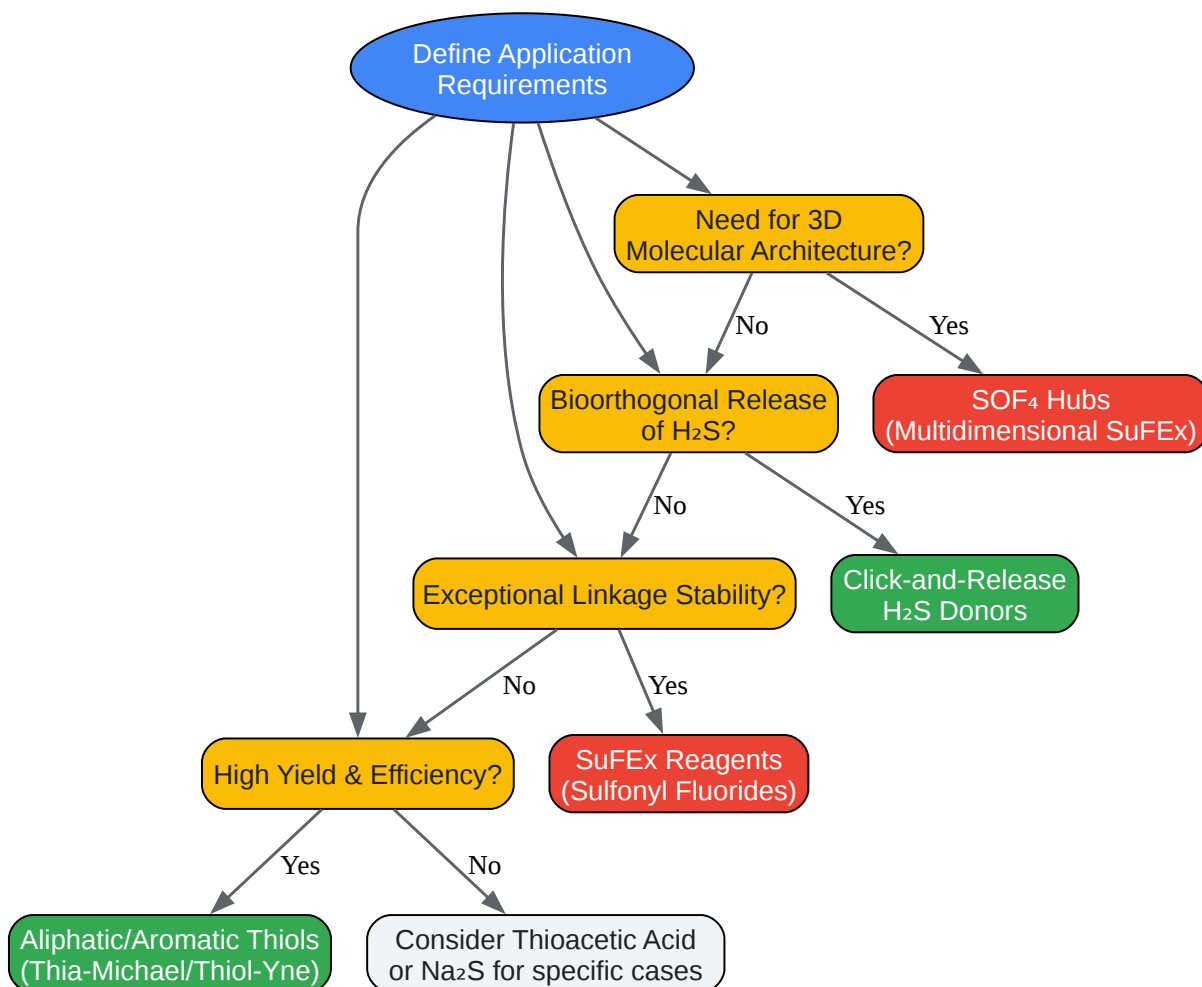 Define Application
Requirements
Need for 3D
Molecular Architecture?
No
Yes
Bioorthogonal Release
of H₂S?
SOF₄ Hubs
(Multidimensional SuFEx)
No
Yes
Exceptional Linkage Stability?
Click-and-Release
H₂S Donors
No
Yes
High Yield & Efficiency?
SuFEx Reagents
(Sulfonyl Fluorides)
Yes
No
Aliphatic/Aromatic Thiols
(Thia-Michael/Thiol-Yne)
Consider Thioacetic Acid
or Na₂S for specific cases